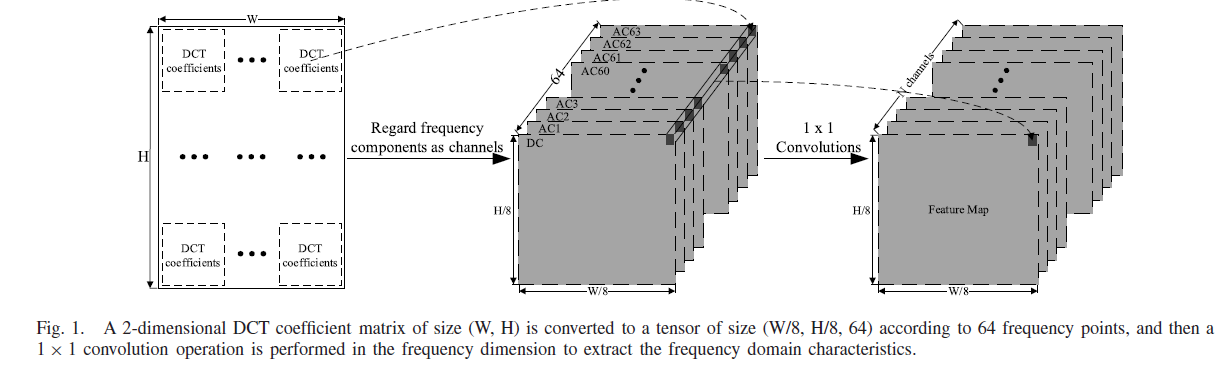 W
DCT
coefficients
DCT
coefficients
H
DCT
coefficients
DCT
coefficients
Regard frequency
components as channels
64
AC63
AC62
AC61
AC60
AC3
AC2
AC1
DC
H/8
W/8
1 x 1
Convolutions
N channels
H/8
Feature Map
W/8
Fig. 1. A 2-dimensional DCT coefficient matrix of size (W, H) is converted to a tensor of size (W/8, H/8, 64) according to 64 frequency points, and then a
1 × 1 convolution operation is performed in the frequency dimension to extract the frequency domain characteristics.